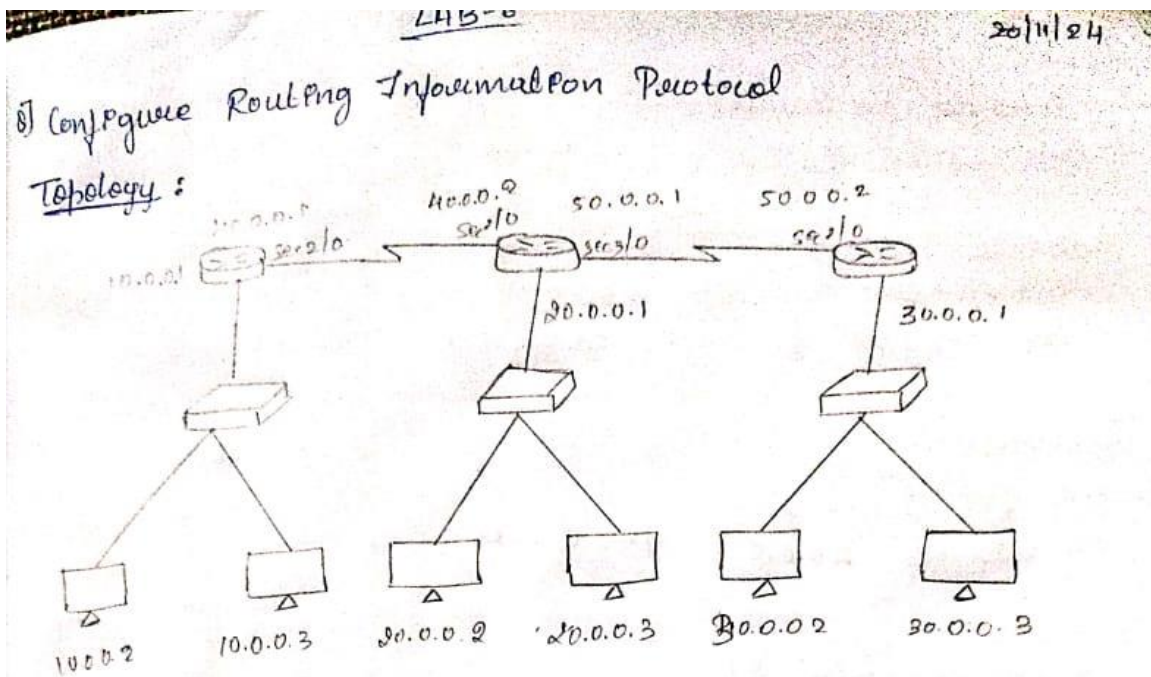 LAB-8
20/11/24
8] Configure Routing Information Protocol
Topology :
40.0.0.2 50.0.0.1 50.0.0.2
10.0.0.1 se2/0 se2/0 se3/0 se2/0
20.0.0.1 30.0.0.1
10.0.0.2 10.0.0.3 20.0.0.2 20.0.0.3 30.0.02 30.0.0.3